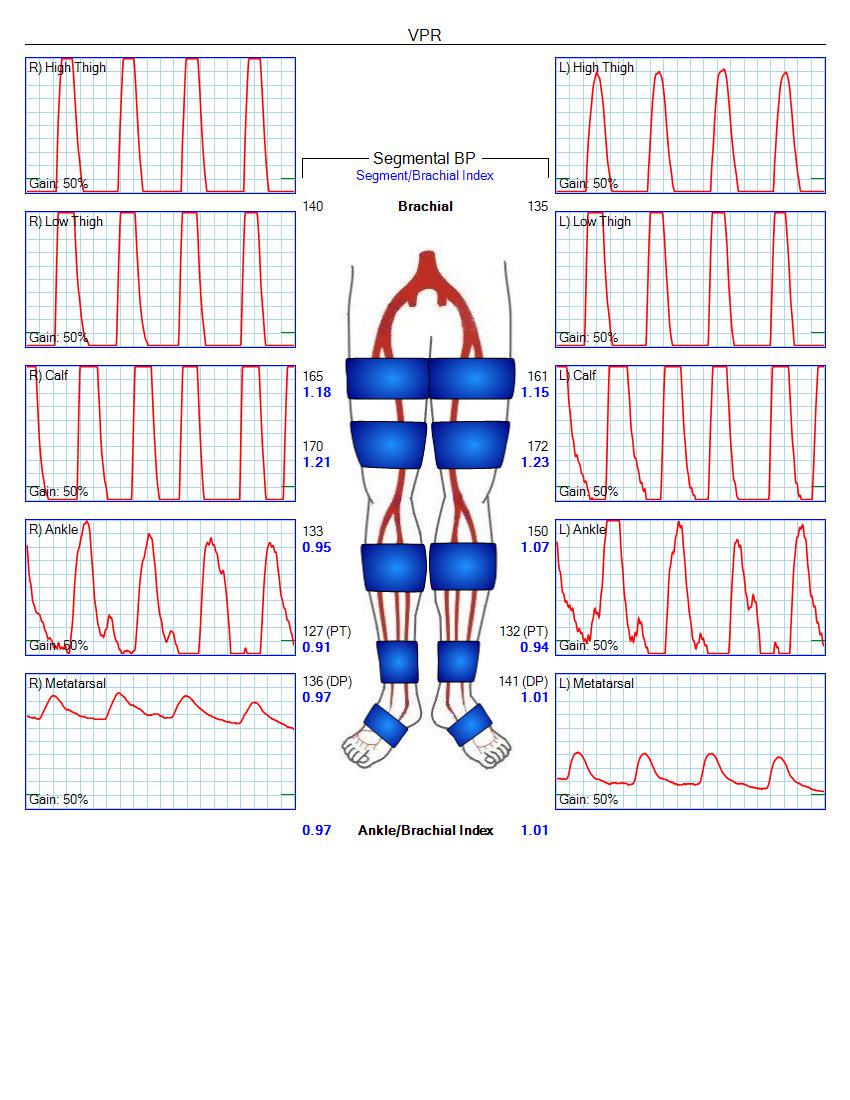 VPR
R) High Thigh
Gain: 50%
L) High Thigh
Gain: 50%
Segmental BP
Segment/Brachial Index
140 Brachial 135
R) Low Thigh
Gain: 50%
L) Low Thigh
Gain: 50%
165
1.18
161
1.15
R) Calf
Gain: 50%
L) Calf
Gain: 50%
170
1.21
172
1.23
R) Ankle
Gain: 50%
L) Ankle
Gain: 50%
133
0.95
150
1.07
127 (PT)
0.91
132 (PT)
0.94
R) Metatarsal
Gain: 50%
L) Metatarsal
Gain: 50%
136 (DP)
0.97
141 (DP)
1.01
0.97 Ankle/Brachial Index 1.01